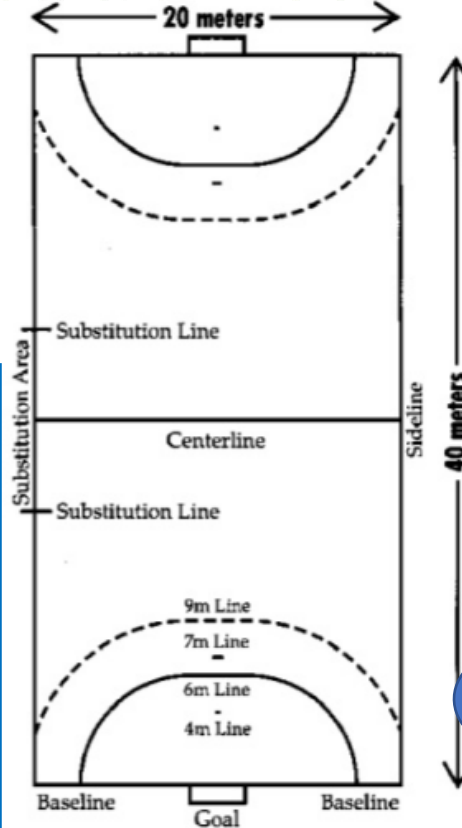 20 meters
Substitution Line
Substitution Area
Centerline
Sideline
40 meters
Substitution Line
9m Line
7m Line
6m Line
4m Line
Baseline
Goal
Baseline